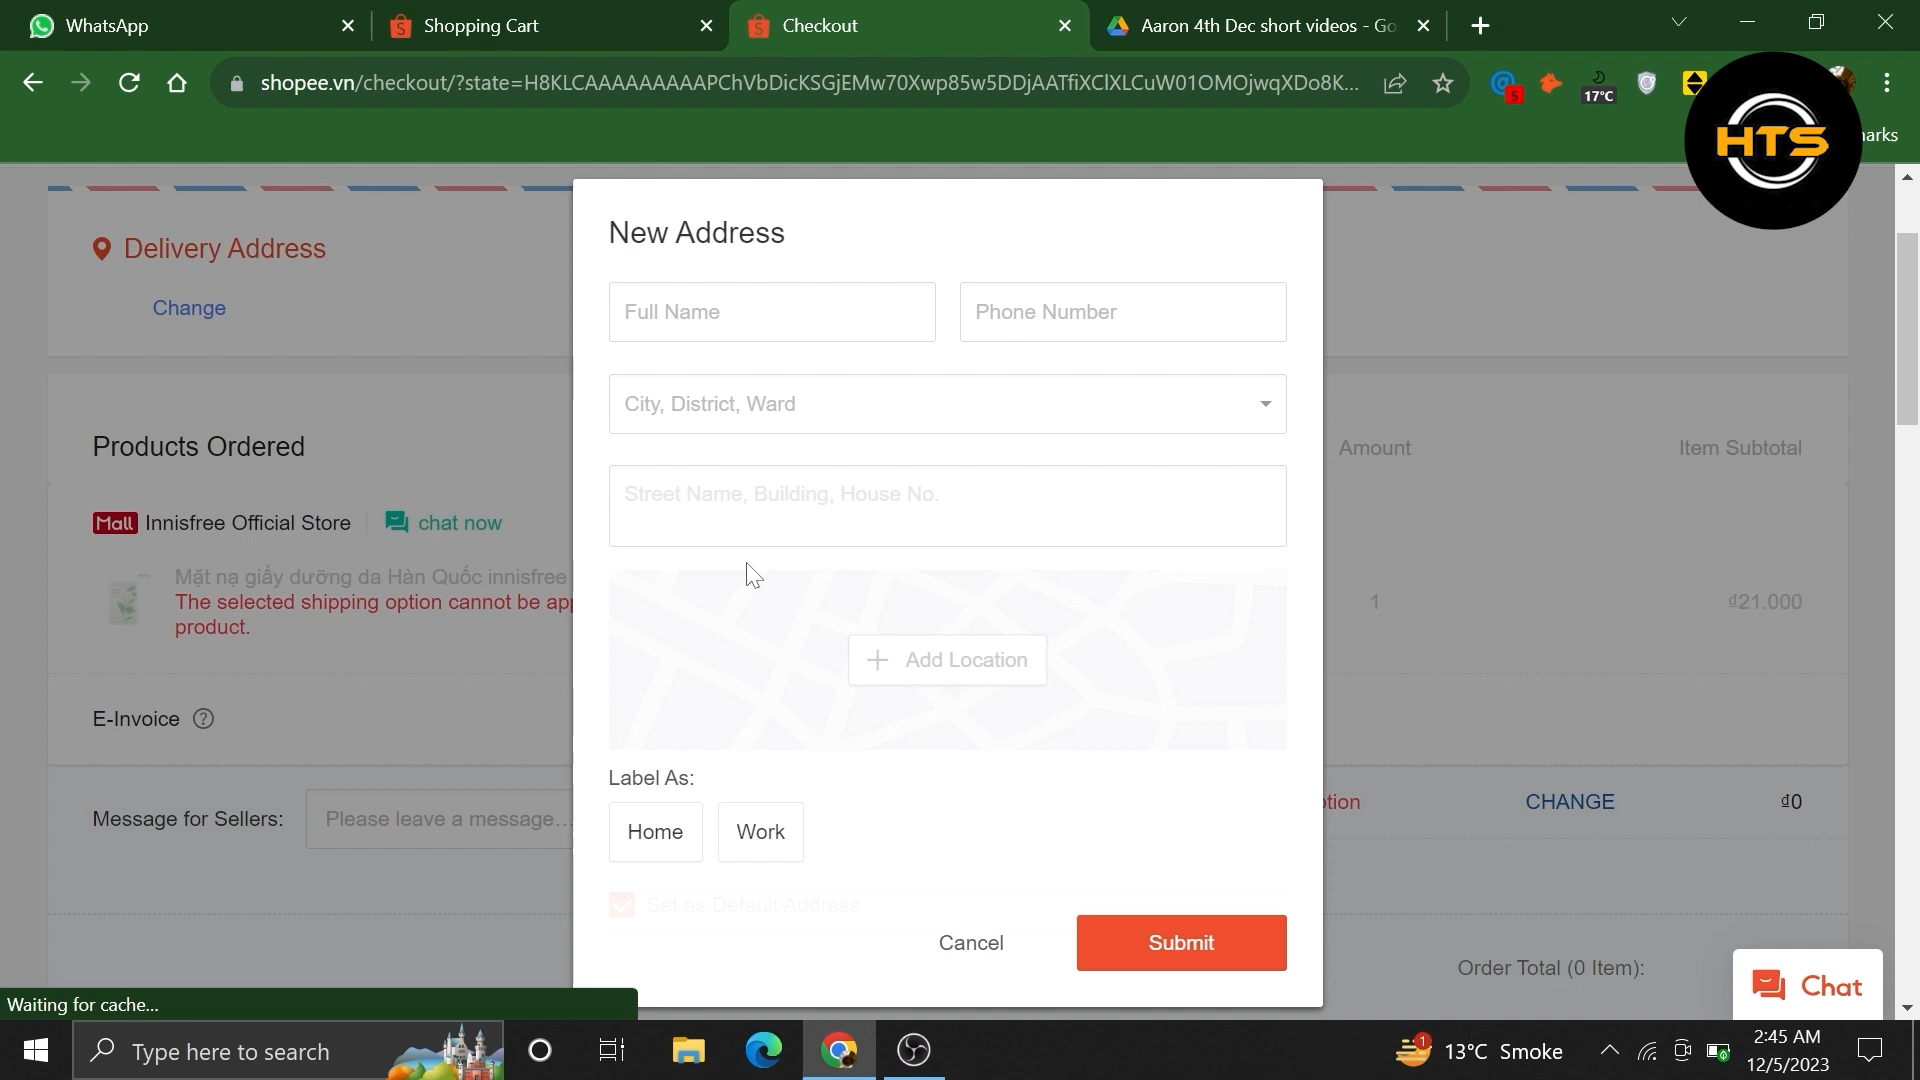 WhatsApp
Shopping Cart
Checkout
Aaron 4th Dec short videos - Go
shopee.vn/checkout/?state=H8KLCAAAAAAAAAPChVbDicKSGjEMw70Xwp85w5DDjAATfiXClXLCuW01OMOjwqXDo8K...
5
17°C
HTS
arks
New Address
Delivery Address
Change
Full Name
Phone Number
City, District, Ward
Products Ordered
Amount
Item Subtotal
Street Name, Building, House No.
Mall Innisfree Official Store
chat now
Mặt nạ giấy dưỡng da Hàn Quốc innisfree
The selected shipping option cannot be app
product.
1
₫21.000
Add Location
E-Invoice ?
Label As:
Home
Work
Message for Sellers:
Please leave a message...
ption
CHANGE
₫0
Set as Default Address
Cancel
Submit
Order Total (0 Item):
Chat
Waiting for cache...
Type here to search
1
13°C Smoke
2:45 AM
12/5/2023